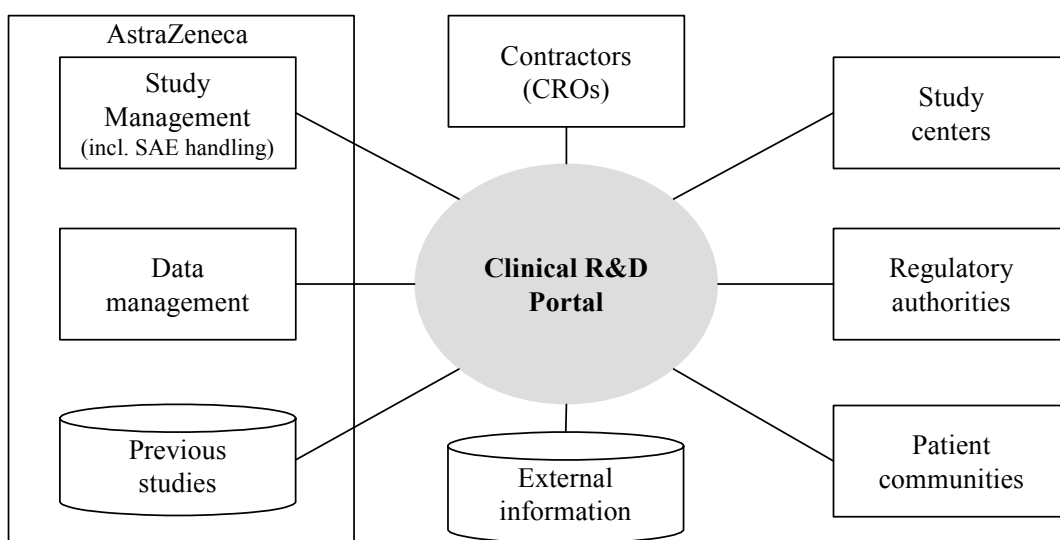 AstraZeneca
Study
Management
(incl. SAE handling)
Contractors
(CROs)
Study
centers
Data
management
Clinical R&D
Portal
Regulatory
authorities
Previous
studies
External
information
Patient
communities